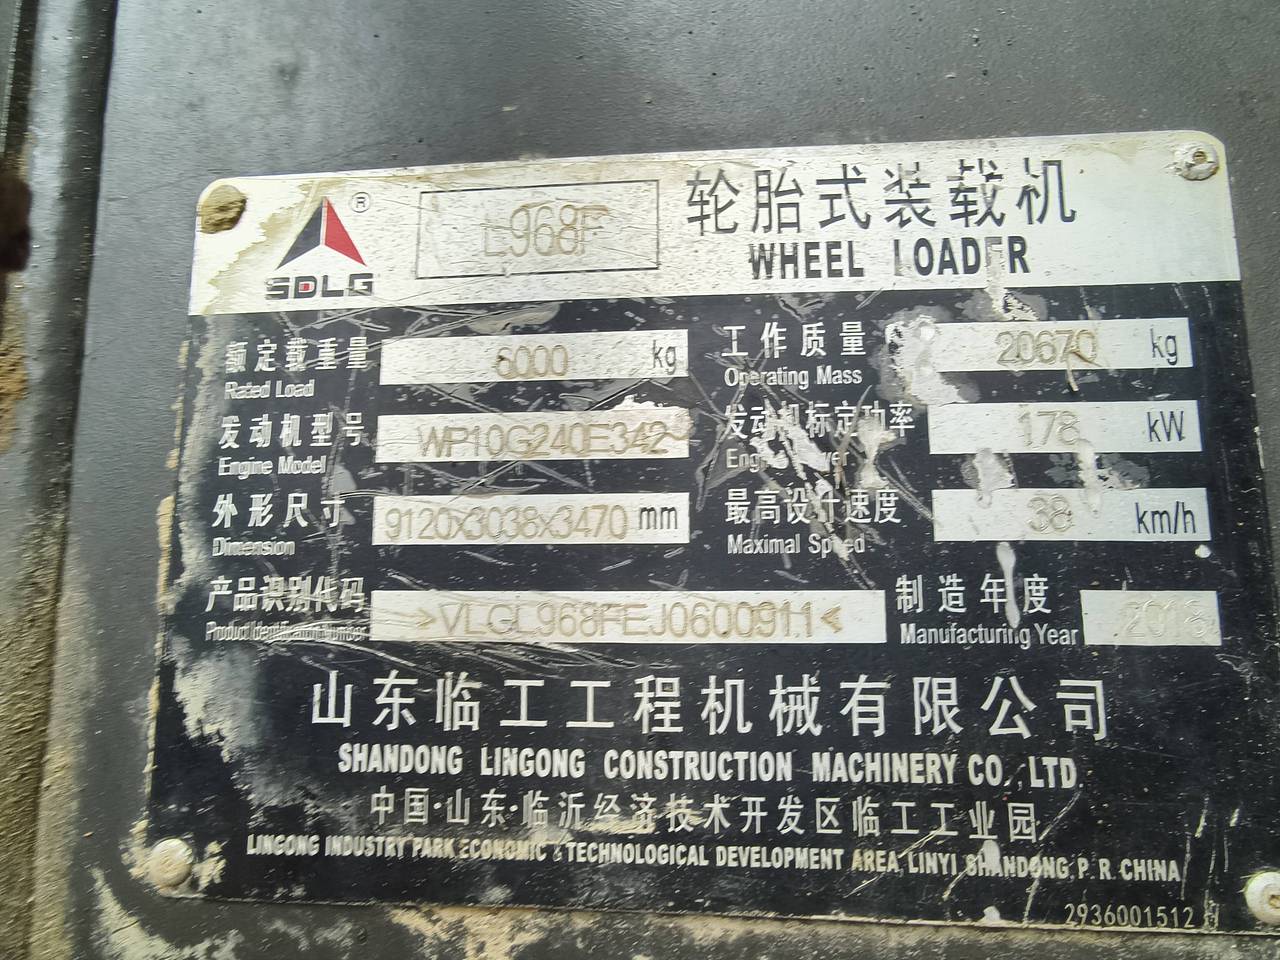 SDLG ®
L968F
轮胎式装载机
WHEEL LOADER
额定载重量 6000 kg 工作质量 20670 kg
Rated Load Operating Mass
发动机型号 WP10G240E342 发动机标定功率 178 kW
Engine Model Engine Power
外形尺寸 9120x3038x3470 mm 最高设计速度 38 km/h
Dimension Maximal Speed
产品识别代码 >VLGL968FEJ0600911< 制造年度 2018
Product Identification Number Manufacturing Year
山东临工工程机械有限公司
SHANDONG LINGONG CONSTRUCTION MACHINERY CO., LTD.
中国·山东·临沂经济技术开发区临工工业园
LINGONG INDUSTRY PARK ECONOMIC & TECHNOLOGICAL DEVELOPMENT AREA, LINYI SHANDONG, P. R. CHINA
2936001512